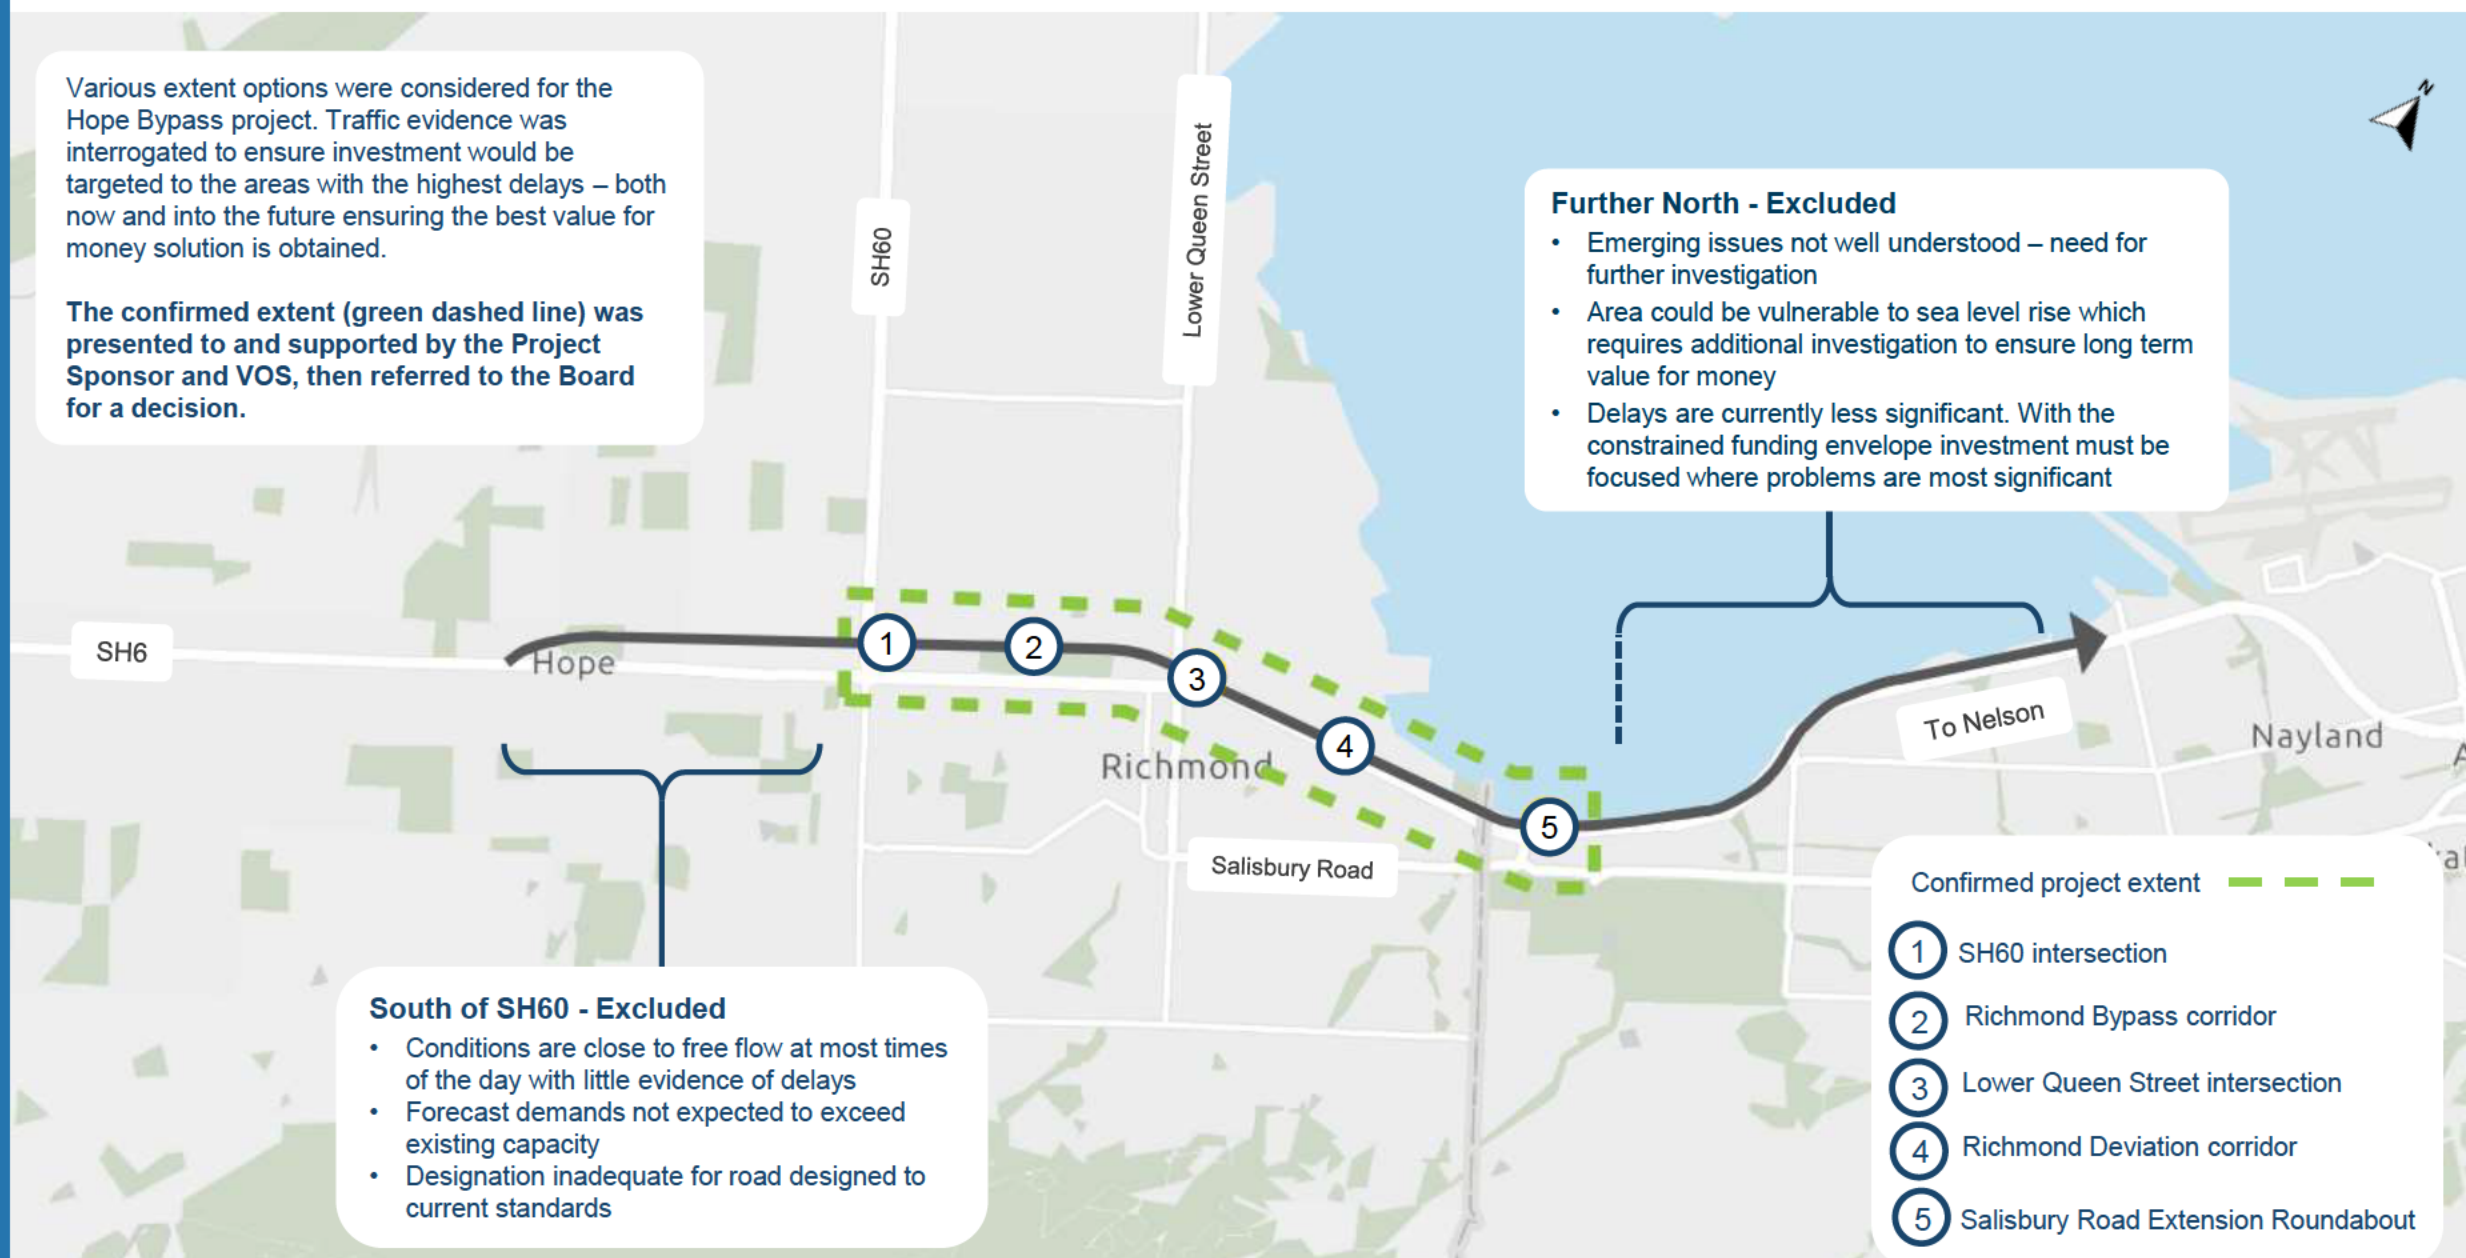 Various extent options were considered for the
Hope Bypass project. Traffic evidence was
interrogated to ensure investment would be
targeted to the areas with the highest delays – both
now and into the future ensuring the best value for
money solution is obtained.
The confirmed extent (green dashed line) was
presented to and supported by the Project
Sponsor and VOS, then referred to the Board
for a decision.
SH60
Lower Queen Street
N
Further North - Excluded
• Emerging issues not well understood – need for
further investigation
• Area could be vulnerable to sea level rise which
requires additional investigation to ensure long term
value for money
• Delays are currently less significant. With the
constrained funding envelope investment must be
focused where problems are most significant
SH6
Hope
1
2
3
4
5
Richmond
Salisbury Road
To Nelson
Nayland
South of SH60 - Excluded
• Conditions are close to free flow at most times
of the day with little evidence of delays
• Forecast demands not expected to exceed
existing capacity
• Designation inadequate for road designed to
current standards
Confirmed project extent
1 SH60 intersection
2 Richmond Bypass corridor
3 Lower Queen Street intersection
4 Richmond Deviation corridor
5 Salisbury Road Extension Roundabout